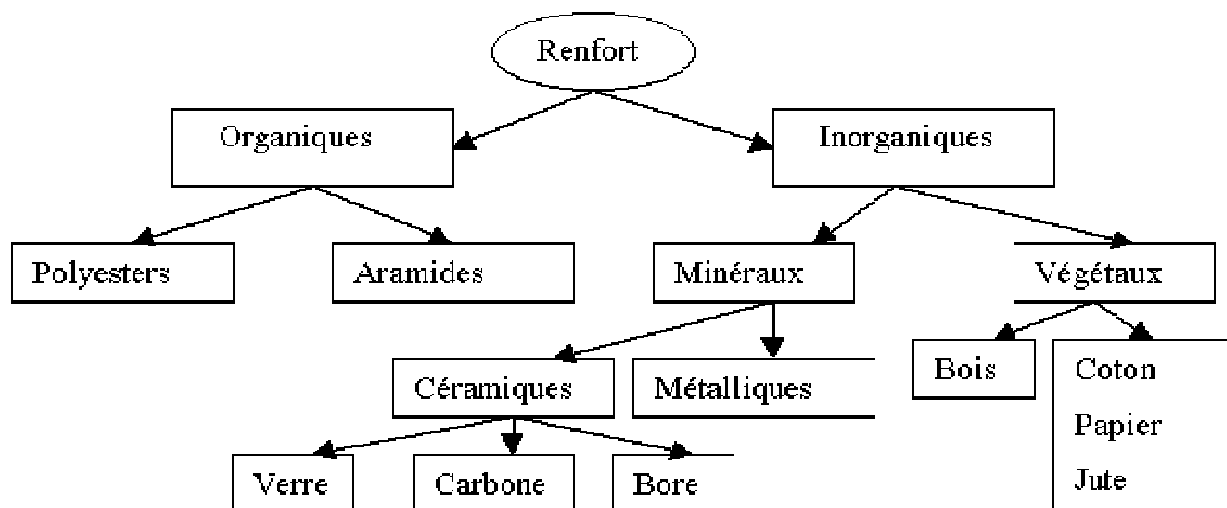 Renfort
Organiques
Inorganiques
Polyesters
Aramides
Minéraux
Végétaux
Céramiques
Métalliques
Bois
Coton
Papier
Jute
Verre
Carbone
Bore